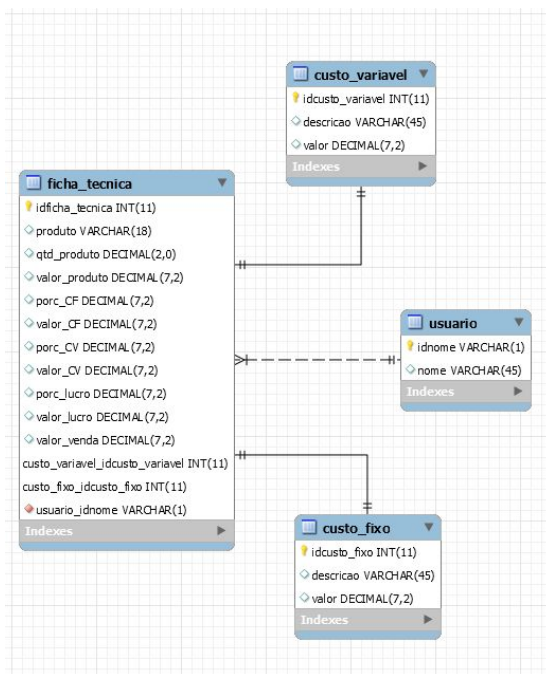 custo_variavel
idcusto_variavel INT(11)
descricao VARCHAR(45)
valor DECIMAL(7,2)
Indexes
ficha_tecnica
idficha_tecnica INT(11)
produto VARCHAR(18)
qtd_produto DECIMAL(2,0)
valor_produto DECIMAL(7,2)
porc_CF DECIMAL(7,2)
valor_CF DECIMAL(7,2)
porc_CV DECIMAL(7,2)
valor_CV DECIMAL(7,2)
porc_lucro DECIMAL(7,2)
valor_lucro DECIMAL(7,2)
valor_venda DECIMAL(7,2)
custo_variavel_idcusto_variavel INT(11)
custo_fixo_idcusto_fixo INT(11)
usuario_idnome VARCHAR(1)
Indexes
usuario
idnome VARCHAR(1)
nome VARCHAR(45)
Indexes
custo_fixo
idcusto_fixo INT(11)
descricao VARCHAR(45)
valor DECIMAL(7,2)
Indexes